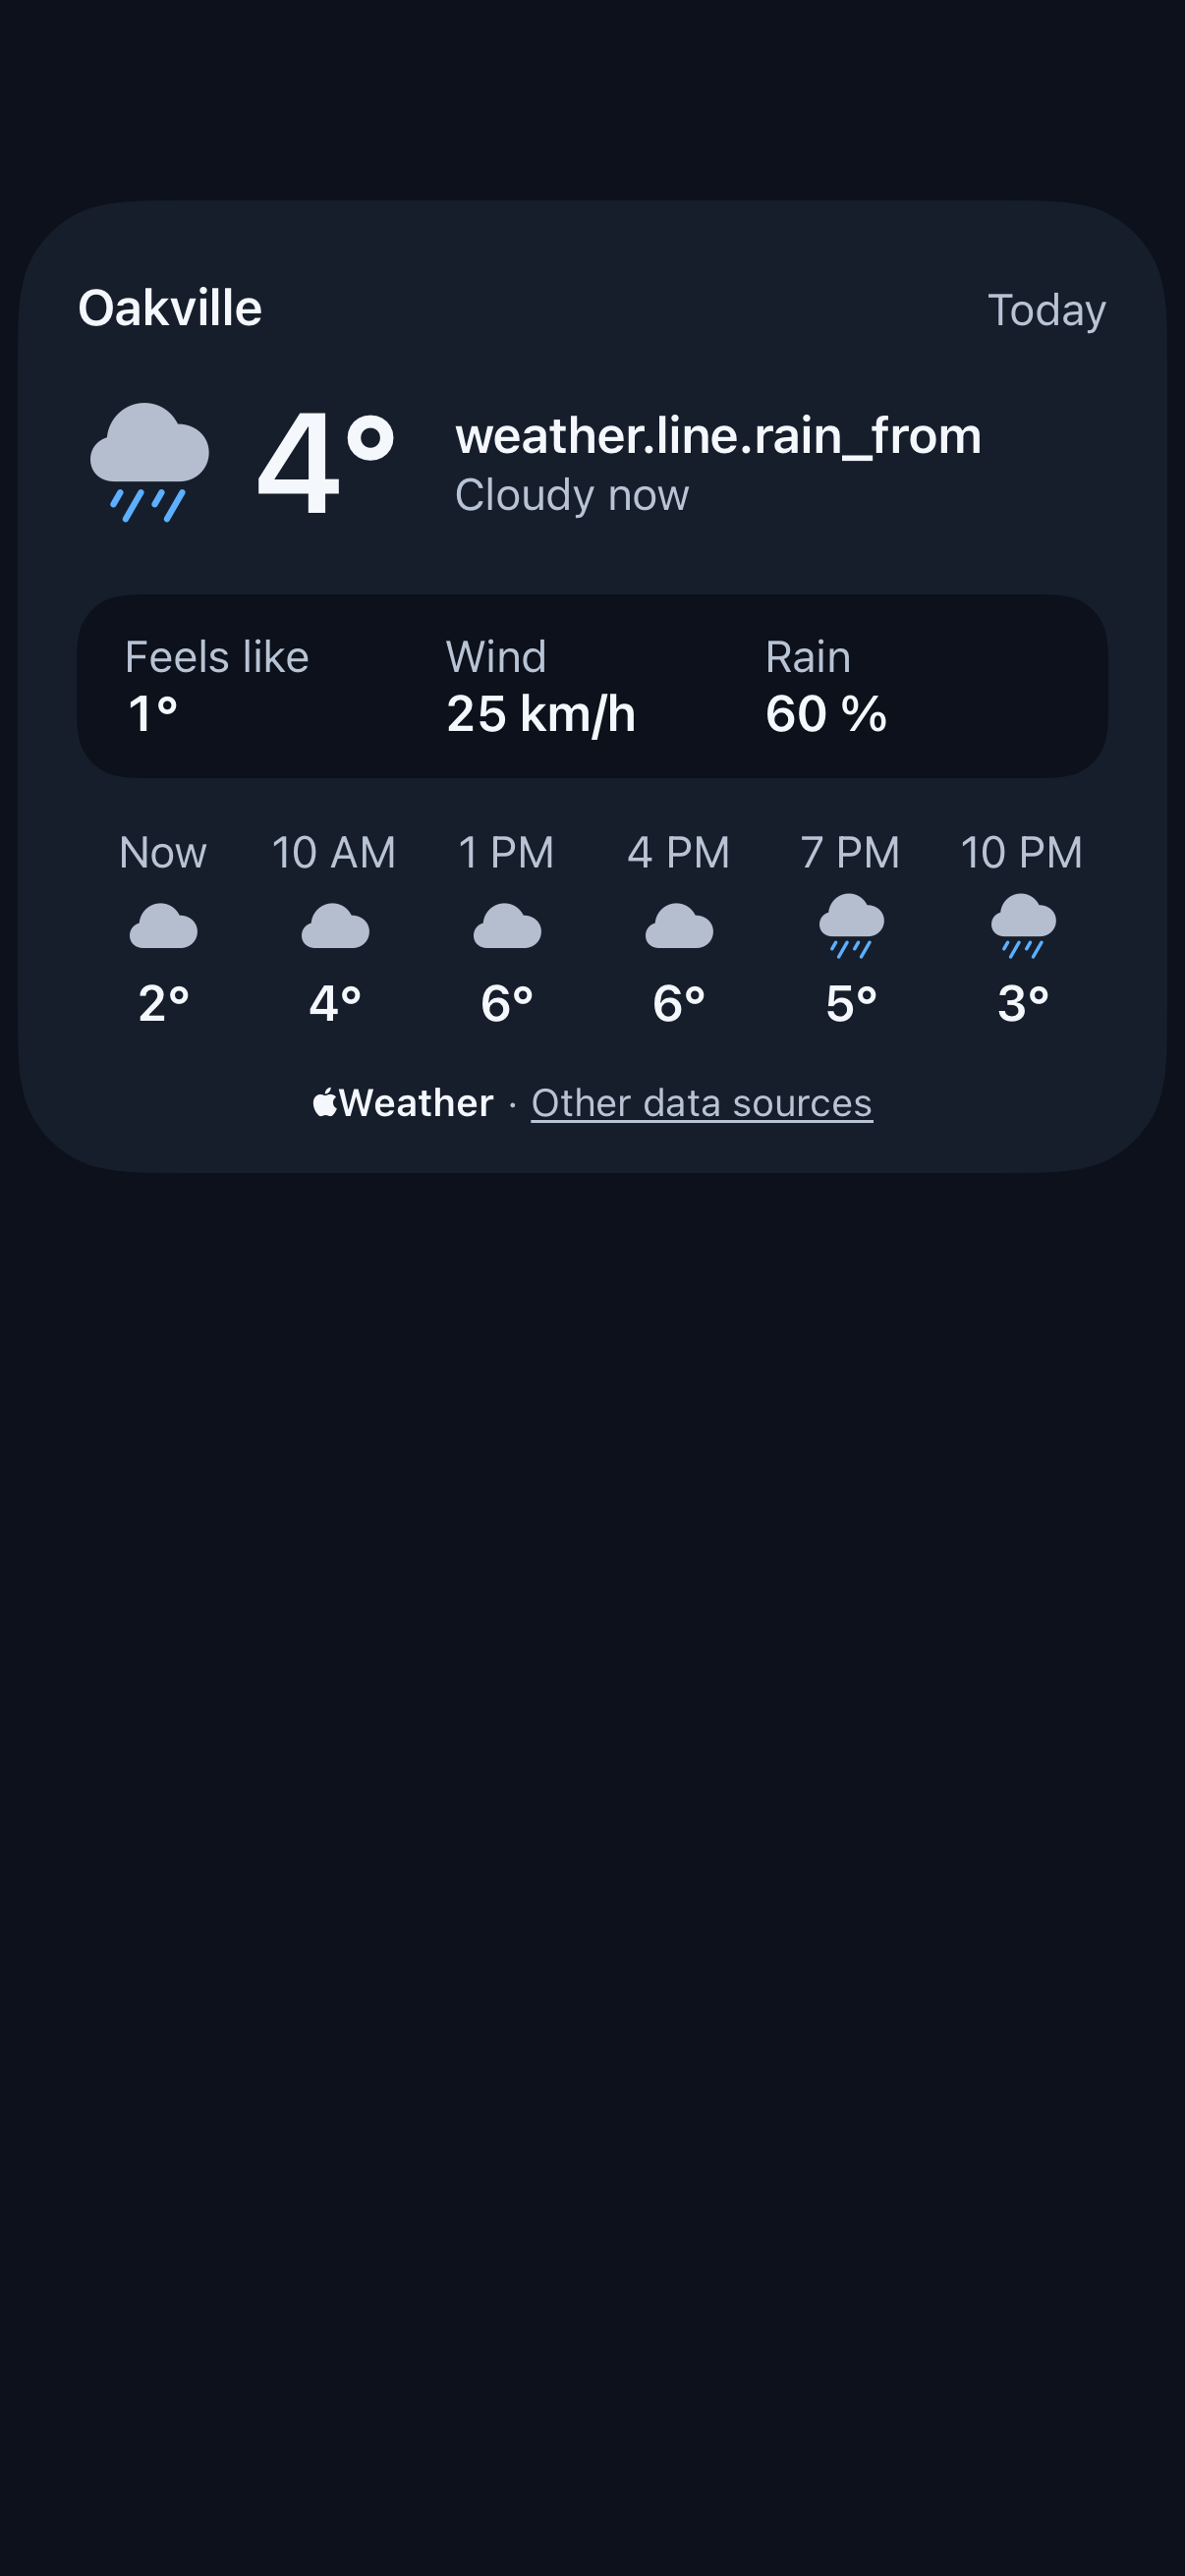 Oakville
Today
4°
weather.line.rain_from
Cloudy now
Feels like
Wind
Rain
1°
25 km/h
60 %
Now 10 AM 1 PM 4 PM 7 PM 10 PM
2° 4° 6° 6° 5° 3°
Weather · Other data sources